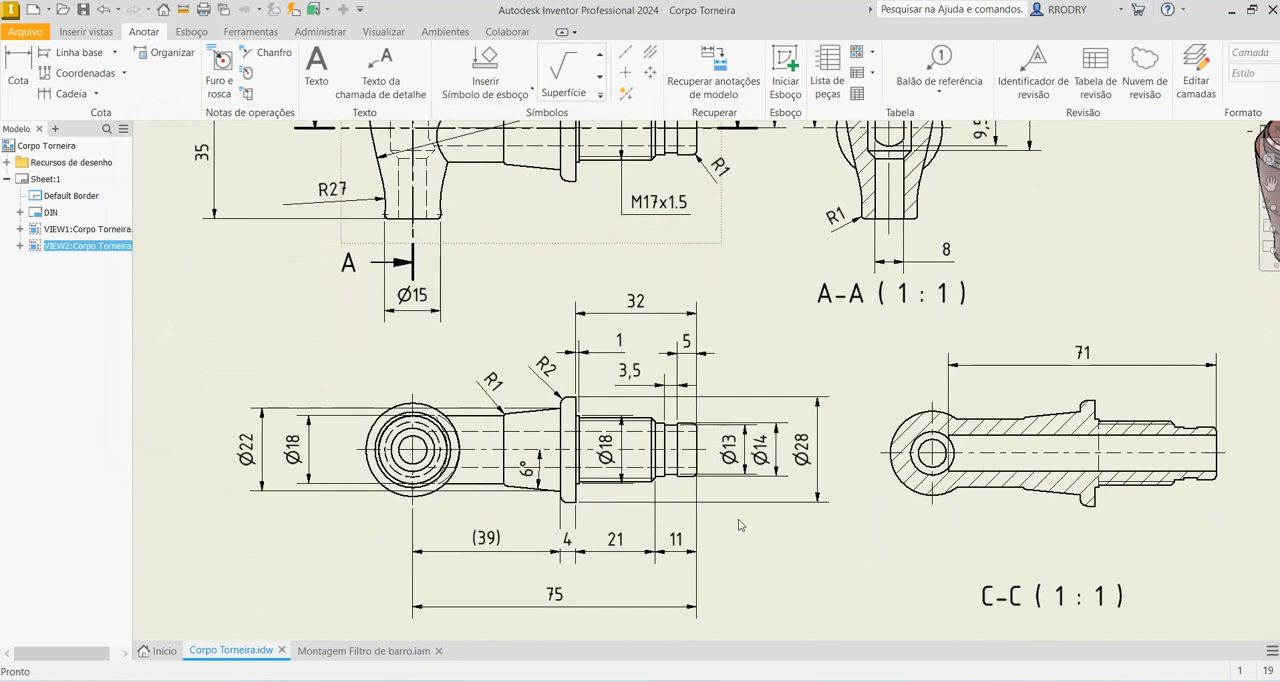 Autodesk Inventor Professional 2024 Corpo Torneira
Pesquisar na Ajuda e comandos.
RRODRY
Arquivo
Inserir vistas
Anotar
Esboço
Ferramentas
Administrar
Visualizar
Ambientes
Colaborar
Cota
Linha base
Coordenadas
Cadeia
Organizar
Cota
Furo e rosca
Chanfro
Notas de operações
Texto
Texto da chamada de detalhe
Texto
Inserir
Símbolo de esboço
Superfície
Símbolos
Recuperar anotações de modelo
Recuperar
Iniciar Esboço
Esboço
Lista de peças
Balão de referência
Tabela
Identificador de revisão
Tabela de revisão
Nuvem de revisão
Revisão
Editar camadas
Camada
Estilo
Formato
Modelo
Corpo Torneira
Recursos de desenho
Sheet:1
Default Border
DIN
VIEW1:Corpo Torneira.
VIEW2:Corpo Torneira.
35
R27
R1
M17x1.5
A
Ø15
9,5
R1
8
A-A ( 1 : 1 )
32
1
5
3,5
R2
R1
Ø22
Ø18
6°
Ø18
Ø13
Ø14
Ø28
(39)
4
21
11
75
71
C-C ( 1 : 1 )
Início
Corpo Torneira.idw
Montagem Filtro de barro.iam
Pronto
1
19